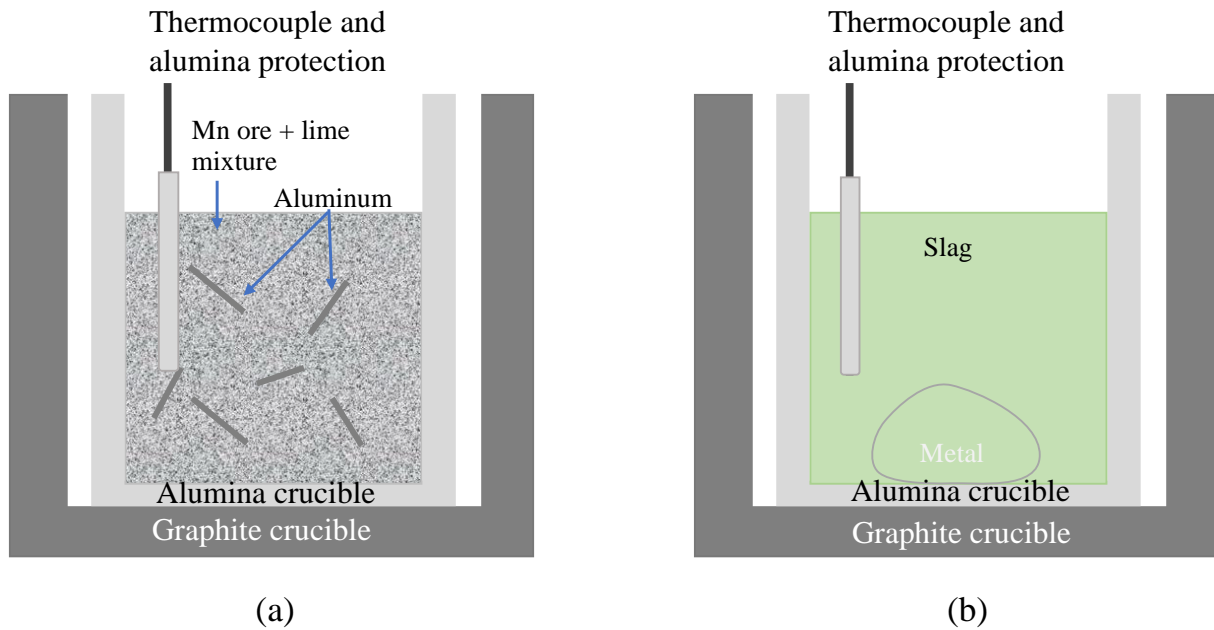 Thermocouple and
alumina protection
Mn ore + lime
mixture
Aluminum
Alumina crucible
Graphite crucible
(a)
Thermocouple and
alumina protection
Slag
Metal
Alumina crucible
Graphite crucible
(b)